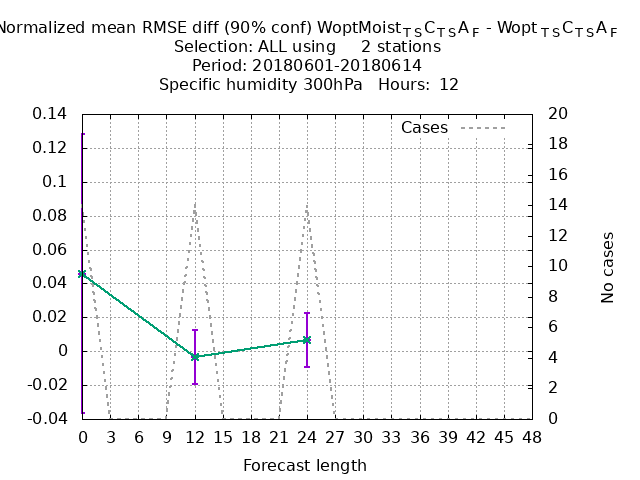 Normalized mean RMSE diff (90% conf) WoptMoist_TSC_TSA_F - Wopt_TSC_TSA_F
Selection: ALL using 2 stations
Period: 20180601-20180614
Specific humidity 300hPa Hours: 12
Cases
0.14
0.12
0.1
0.08
0.06
0.04
0.02
0
-0.02
-0.04
20
18
16
14
12
10
8
6
4
2
0
No cases
0 3 6 9 12 15 18 21 24 27 30 33 36 39 42 45 48
Forecast length